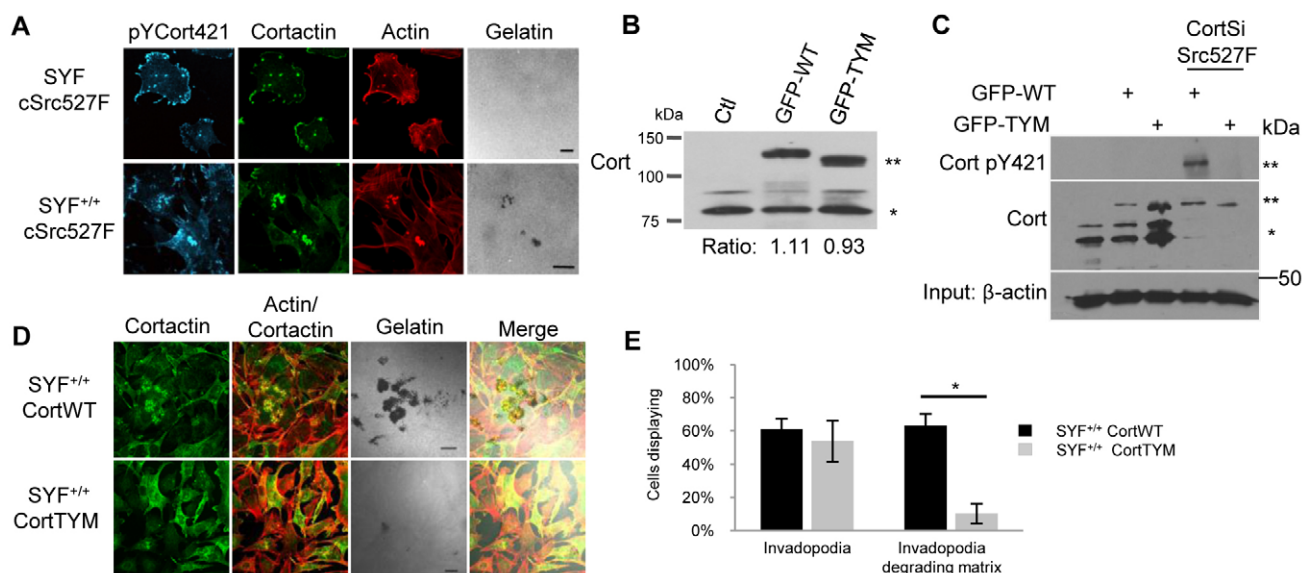 A
pYCort421 Cortactin Actin Gelatin
SYF
cSrc527F
SYF+/+
cSrc527F
B
Ctl
GFP-WT
GFP-TYM
kDa
150
Cort
100
75
**
*
Ratio: 1.11 0.93
C
CortSi
Src527F
GFP-WT + +
GFP-TYM + + kDa
Cort pY421 **
Cort **
*
50
Input: β-actin
D
Cortactin Actin/
Cortactin Gelatin Merge
SYF+/+
CortWT
SYF+/+
CortTYM
E
100%
80%
60%
40%
20%
0%
Cells displaying
*
Invadopodia
Invadopodia
degrading matrix
SYF+/+ CortWT
SYF+/+ CortTYM